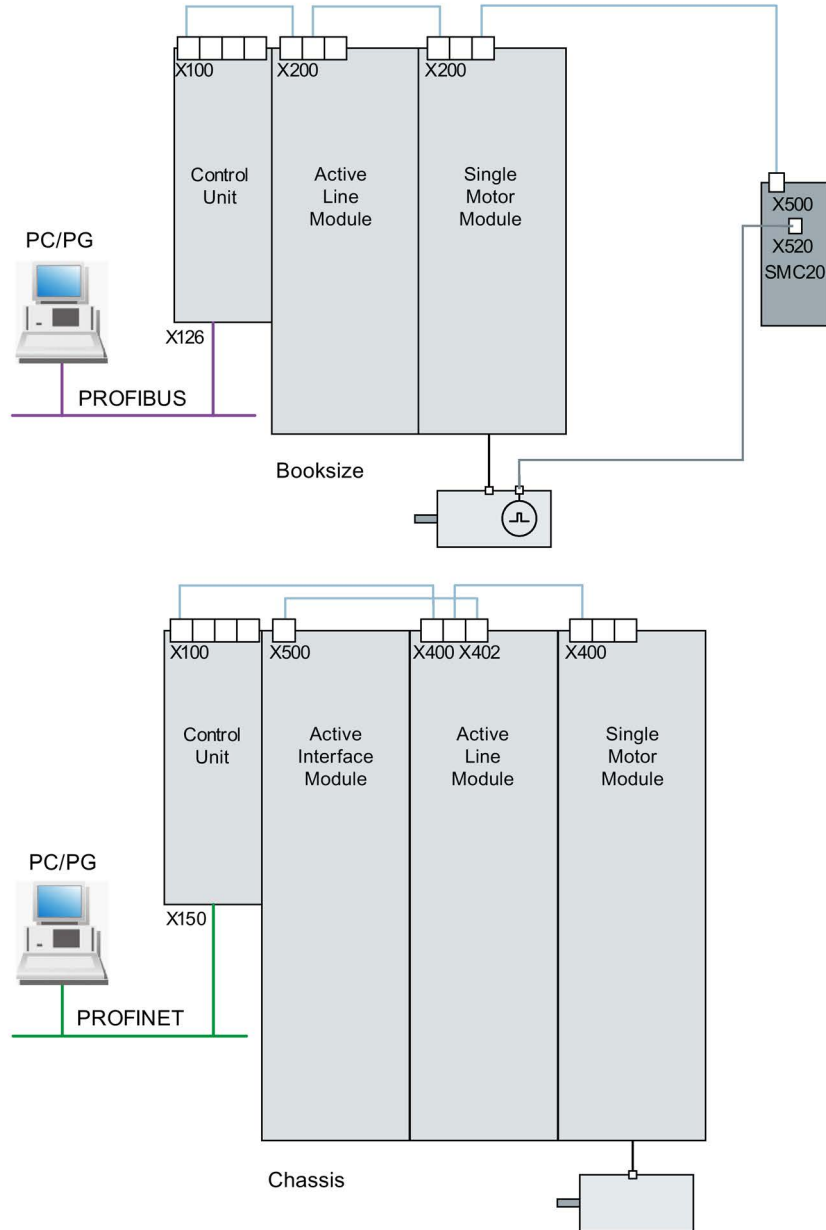 X100
X200
X200
Control
Unit
Active
Line
Module
Single
Motor
Module
X500
X520
SMC20
PC/PG
X126
PROFIBUS
Booksize
X100
X500
X400 X402
X400
Control
Unit
Active
Interface
Module
Active
Line
Module
Single
Motor
Module
PC/PG
X150
PROFINET
Chassis